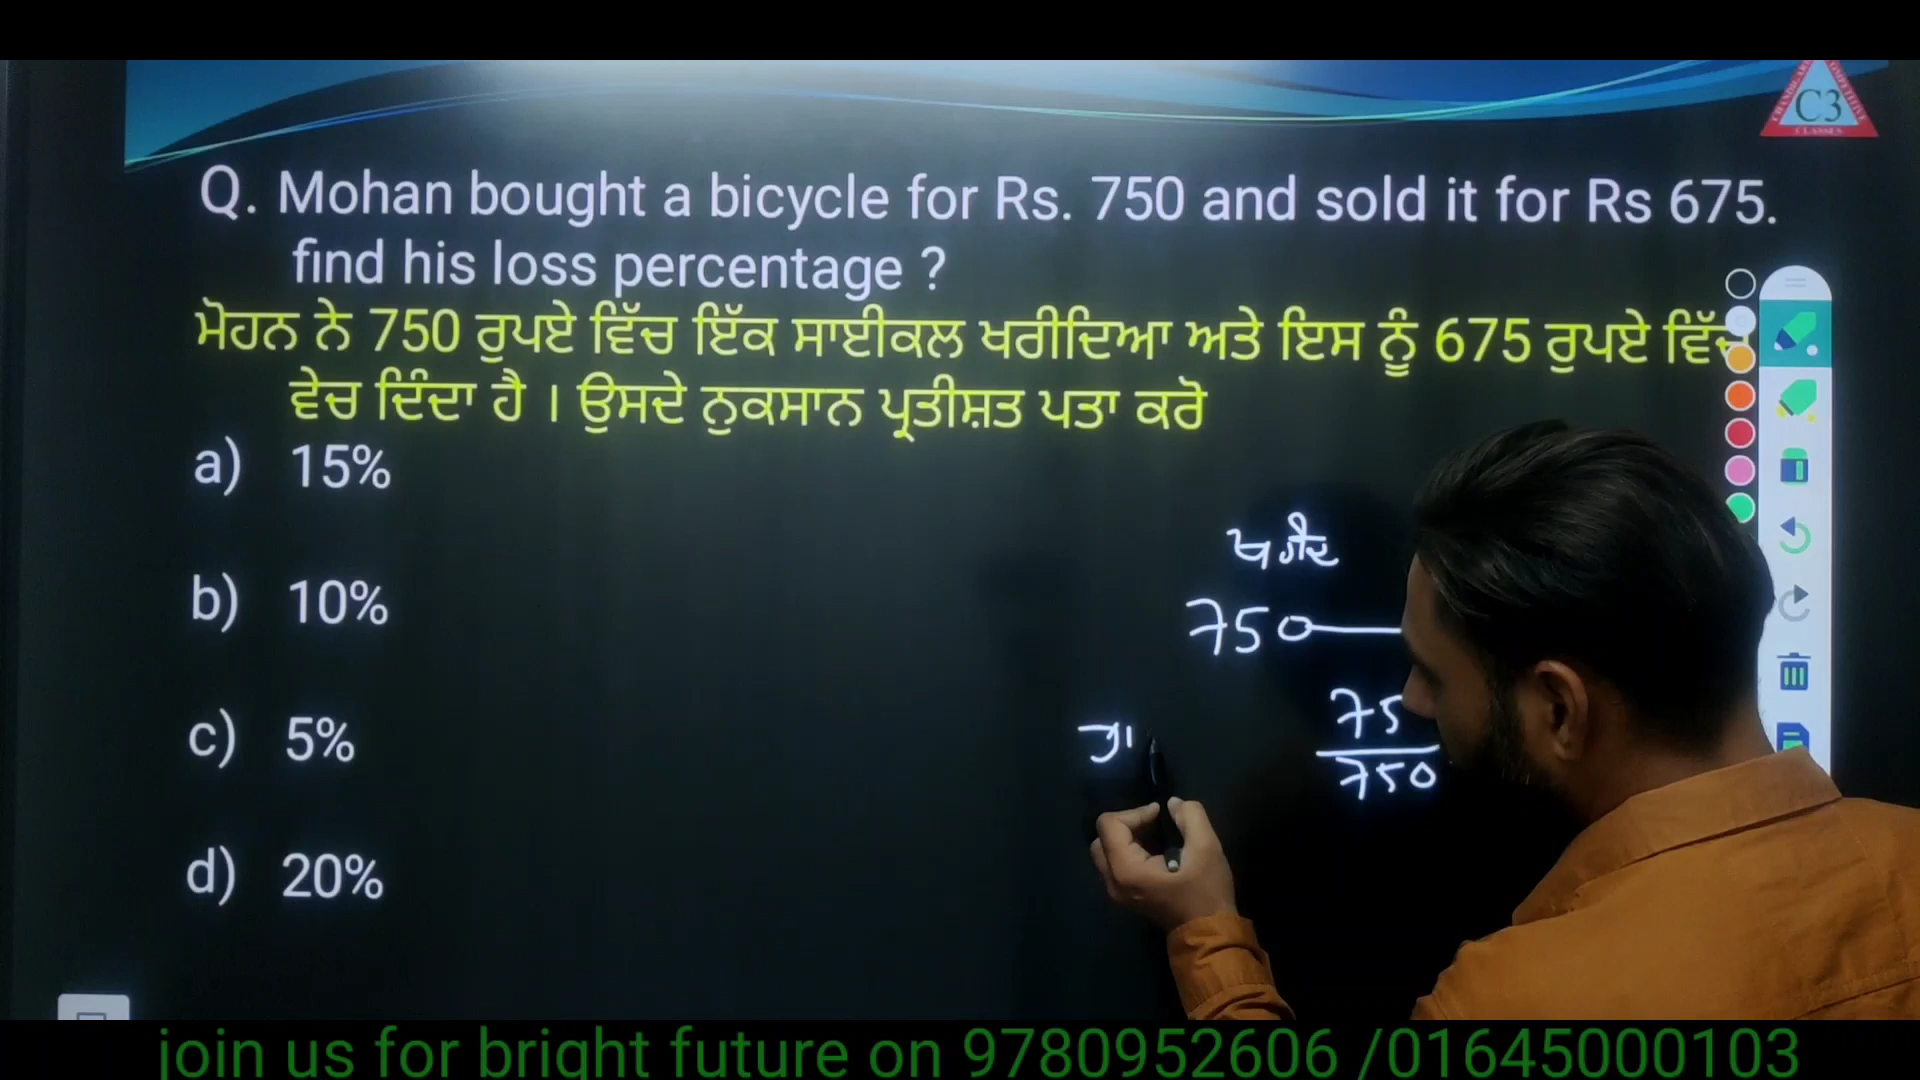 C3
CLASSES
Q. Mohan bought a bicycle for Rs. 750 and sold it for Rs 675.
find his loss percentage ?
ਮੋਹਨ ਨੇ 750 ਰੁਪਏ ਵਿੱਚ ਇੱਕ ਸਾਈਕਲ ਖਰੀਦਿਆ ਅਤੇ ਇਸ ਨੂੰ 675 ਰੁਪਏ ਵਿੱਚ
ਵੇਚ ਦਿੰਦਾ ਹੈ । ਉਸਦੇ ਨੁਕਸਾਨ ਪ੍ਰਤੀਸ਼ਤ ਪਤਾ ਕਰੋ
a) 15%
b) 10%
c) 5%
d) 20%
ਖਰੀਦ
750
75
750
join us for bright future on 9780952606 /01645000103